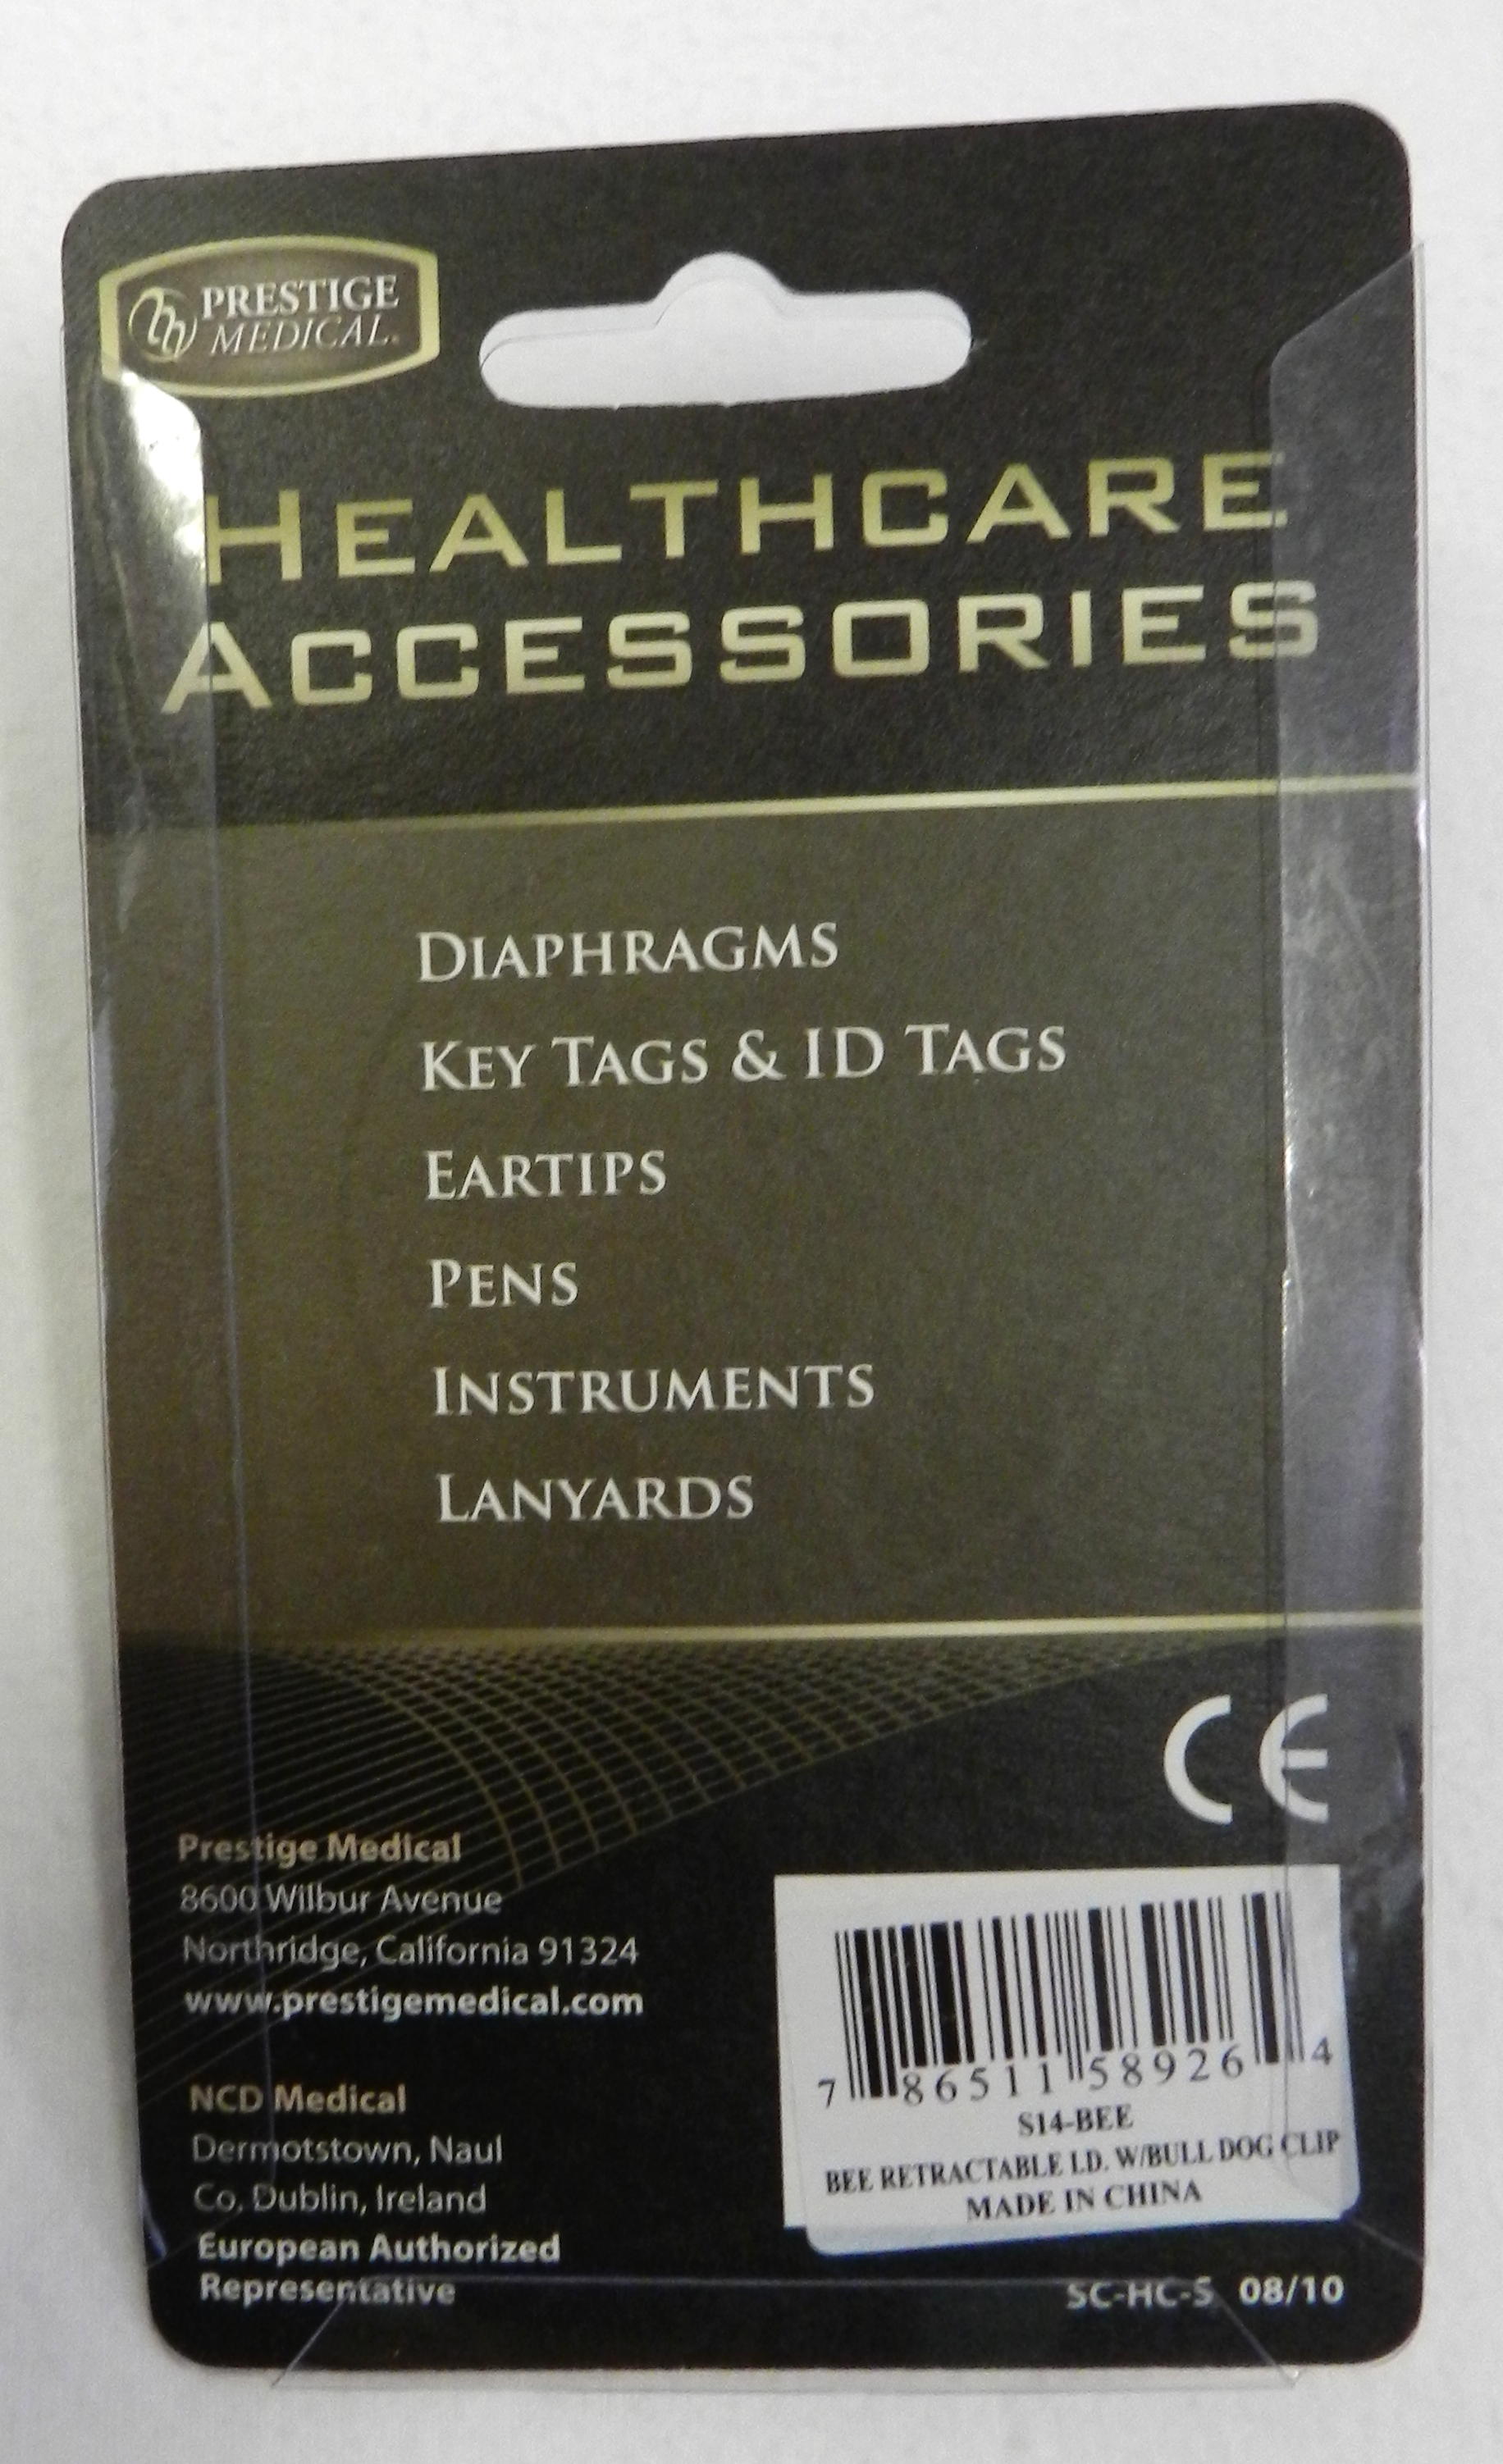 PRESTIGE
MEDICAL
HEALTHCARE
ACCESSORIES
DIAPHRAGMS
KEY TAGS & ID TAGS
EARTIPS
PENS
INSTRUMENTS
LANYARDS
CE
Prestige Medical
8600 Wilbur Avenue
Northridge, California 91324
www.prestigemedical.com
NCD Medical
Dermotstown, Naul
Co. Dublin, Ireland
European Authorized
Representative
7 86511 58926 4
S14-BEE
BEE RETRACTABLE I.D. W/BULL DOG CLIP
MADE IN CHINA
SC-HC-S 08/10